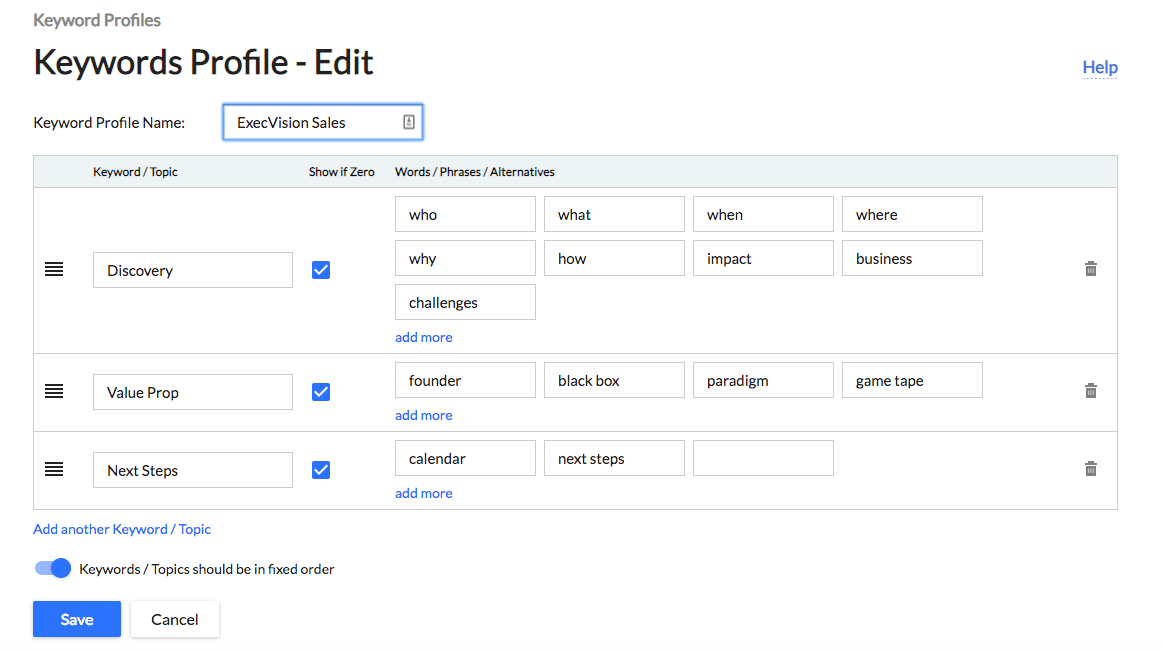 Keyword Profiles
Keywords Profile - Edit
Help
Keyword Profile Name: ExecVision Sales
Keyword / Topic Show if Zero Words / Phrases / Alternatives
who what when where
why how impact business
Discovery
challenges
add more
founder black box paradigm game tape
Value Prop
add more
calendar next steps
Next Steps
add more
Add another Keyword / Topic
Keywords / Topics should be in fixed order
Save Cancel